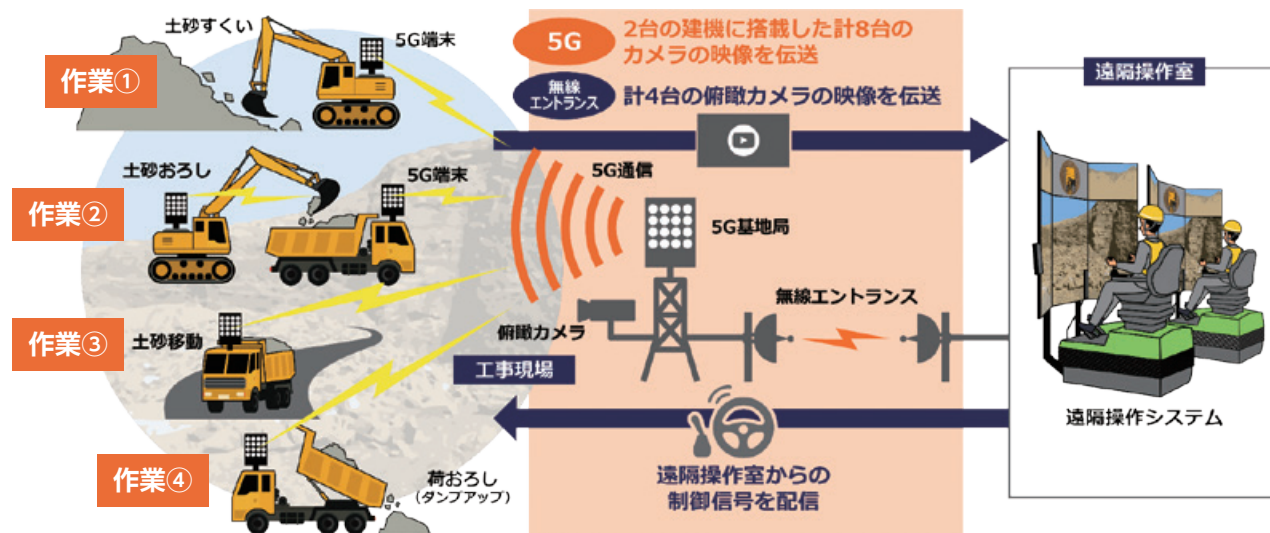 作業①
土砂すくい
5G端末
作業②
土砂おろし
5G端末
作業③
土砂移動
作業④
荷おろし
（ダンプアップ）
工事現場
5G
2台の建機に搭載した計8台の
カメラの映像を伝送
無線
エントランス
計4台の俯瞰カメラの映像を伝送
5G通信
5G基地局
俯瞰カメラ
無線エントランス
遠隔操作室からの
制御信号を配信
遠隔操作室
遠隔操作システム